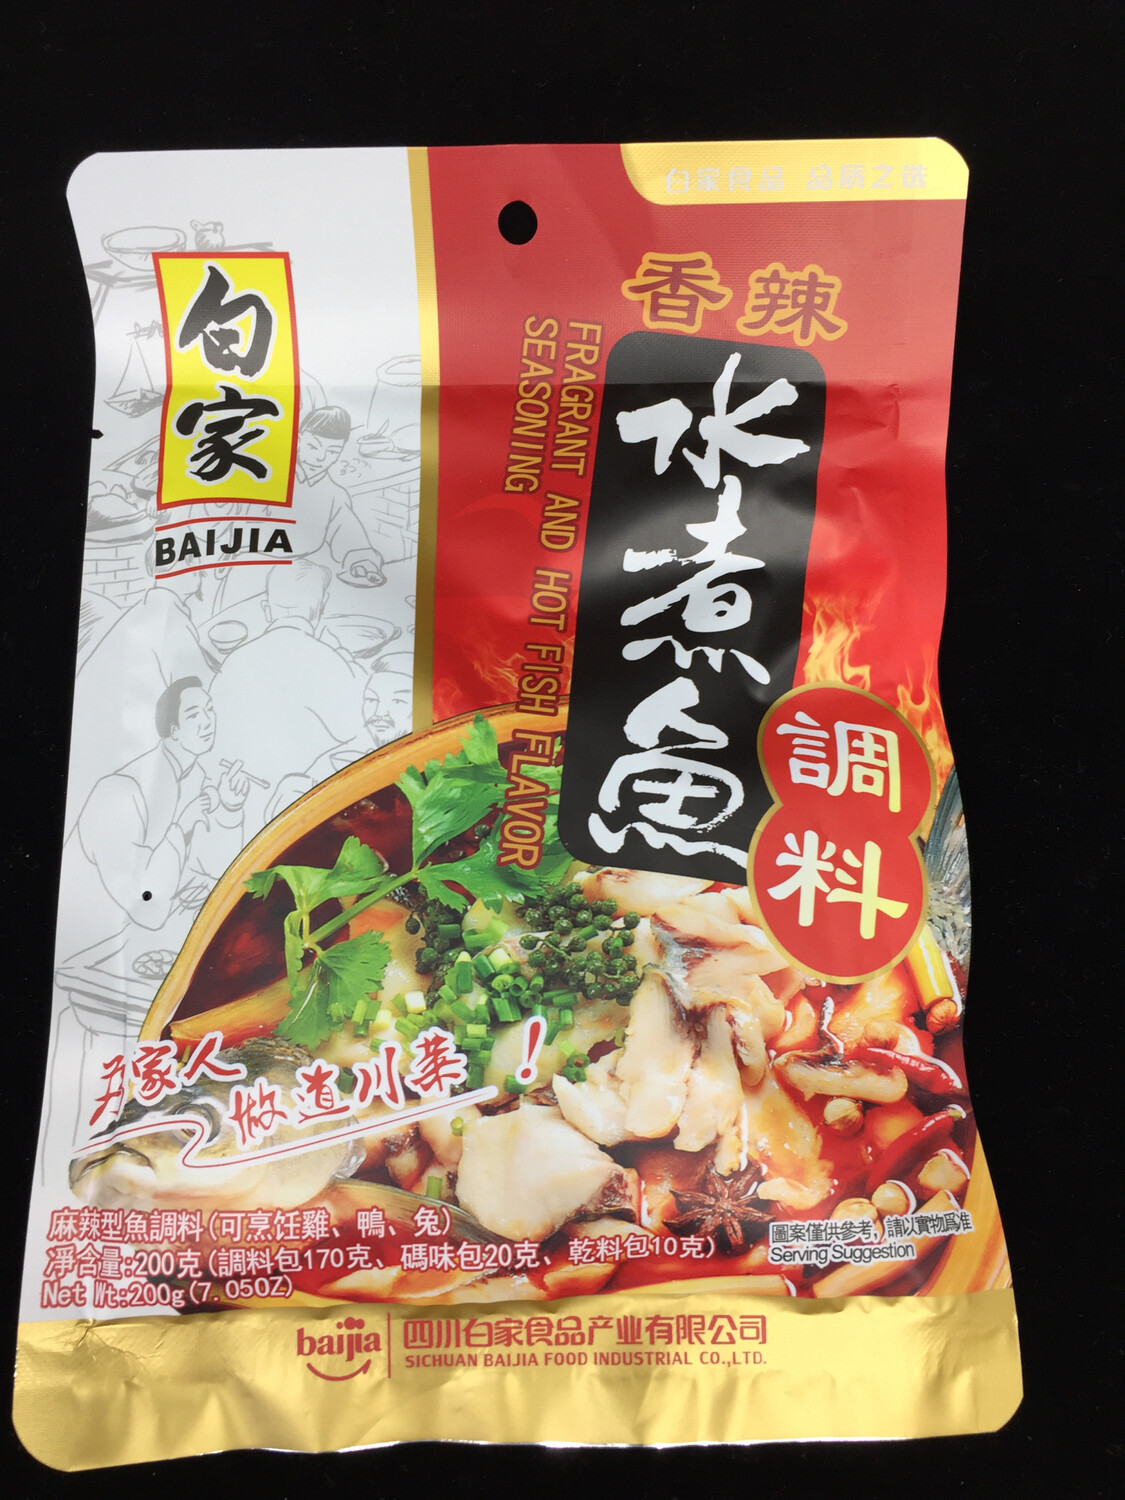 白家食品 品质之选
白家
BAIJIA
香辣
水煮魚
調料
FRAGRANT AND HOT FISH FLAVOR
SEASONING
為家人
做道川菜!
麻辣型魚調料(可烹饪雞、鴨、兔)
凈含量:200克(調料包170克、碼味包20克、乾料包10克)
Net Wt:200g(7.05OZ)
圖案僅供參考,請以實物爲准
Serving Suggestion
baijia
四川白家食品产业有限公司
SICHUAN BAIJIA FOOD INDUSTRIAL CO.,LTD.